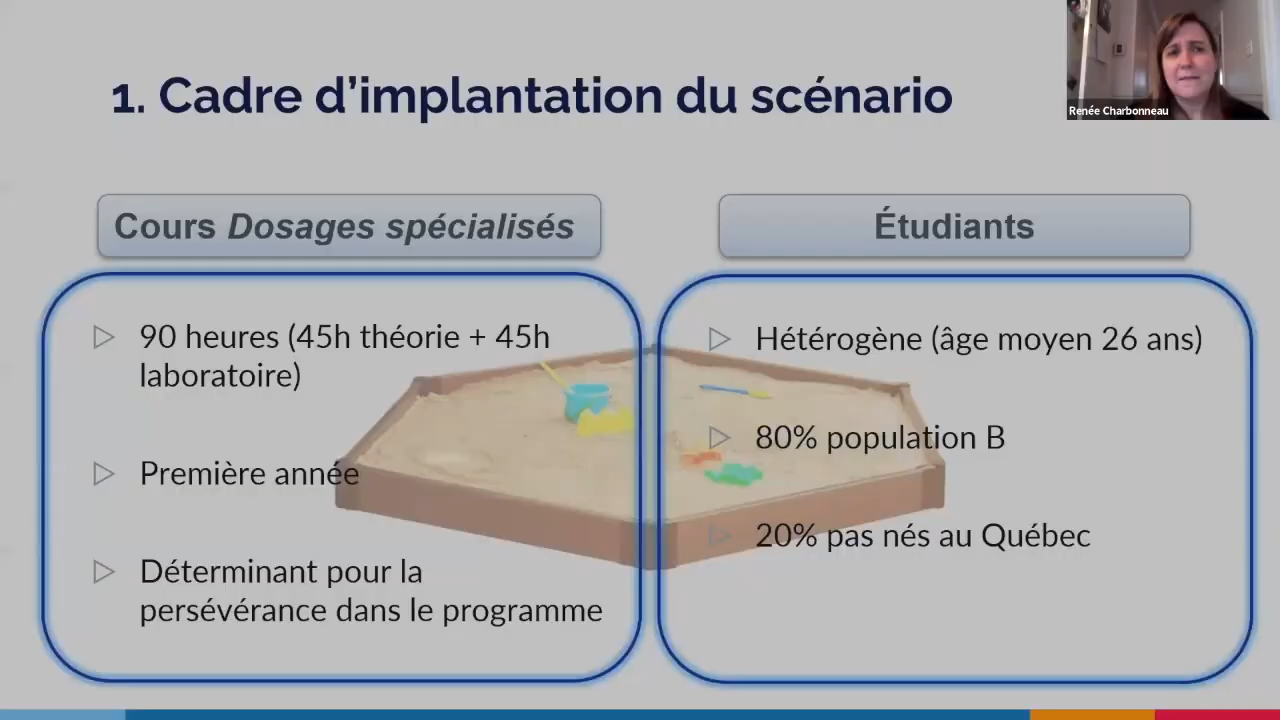 1. Cadre d’implantation du scénario
Renée Charbonneau
Cours Dosages spécialisés
90 heures (45h théorie + 45h
laboratoire)
Première année
Déterminant pour la
persévérance dans le programme
Étudiants
Hétérogène (âge moyen 26 ans)
80% population B
20% pas nés au Québec